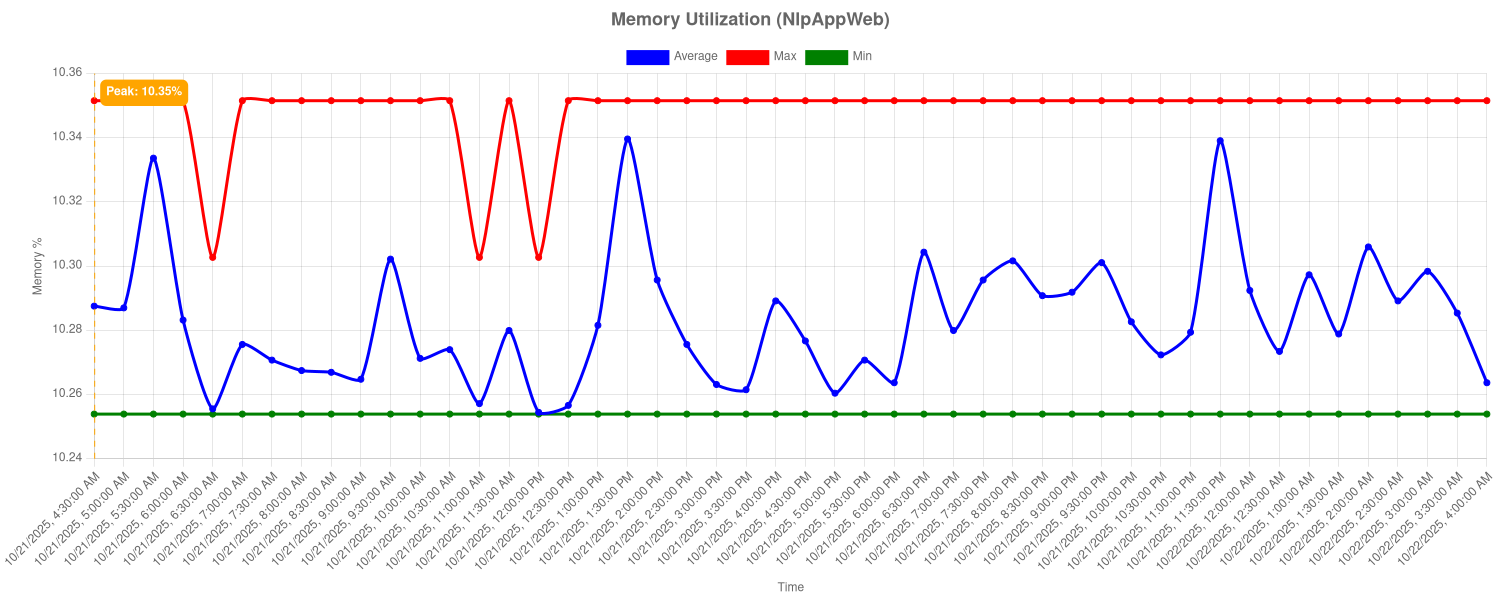 Memory Utilization (NlpAppWeb)
Average Max Min
10.36
10.34
10.32
10.30
10.28
10.26
10.24
Memory %
Peak: 10.35%
10/21/2025, 4:30:00 AM
10/21/2025, 5:00:00 AM
10/21/2025, 5:30:00 AM
10/21/2025, 6:00:00 AM
10/21/2025, 6:30:00 AM
10/21/2025, 7:00:00 AM
10/21/2025, 7:30:00 AM
10/21/2025, 8:00:00 AM
10/21/2025, 8:30:00 AM
10/21/2025, 9:00:00 AM
10/21/2025, 9:30:00 AM
10/21/2025, 10:00:00 AM
10/21/2025, 10:30:00 AM
10/21/2025, 11:00:00 AM
10/21/2025, 11:30:00 AM
10/21/2025, 12:00:00 PM
10/21/2025, 12:30:00 PM
10/21/2025, 1:00:00 PM
10/21/2025, 1:30:00 PM
10/21/2025, 2:00:00 PM
10/21/2025, 2:30:00 PM
10/21/2025, 3:00:00 PM
10/21/2025, 3:30:00 PM
10/21/2025, 4:00:00 PM
10/21/2025, 4:30:00 PM
10/21/2025, 5:00:00 PM
10/21/2025, 5:30:00 PM
10/21/2025, 6:00:00 PM
10/21/2025, 6:30:00 PM
10/21/2025, 7:00:00 PM
10/21/2025, 7:30:00 PM
10/21/2025, 8:00:00 PM
10/21/2025, 8:30:00 PM
10/21/2025, 9:00:00 PM
10/21/2025, 9:30:00 PM
10/21/2025, 10:00:00 PM
10/21/2025, 10:30:00 PM
10/21/2025, 11:00:00 PM
10/21/2025, 11:30:00 PM
10/22/2025, 12:00:00 AM
10/22/2025, 12:30:00 AM
10/22/2025, 1:00:00 AM
10/22/2025, 1:30:00 AM
10/22/2025, 2:00:00 AM
10/22/2025, 2:30:00 AM
10/22/2025, 3:00:00 AM
10/22/2025, 3:30:00 AM
10/22/2025, 4:00:00 AM
Time